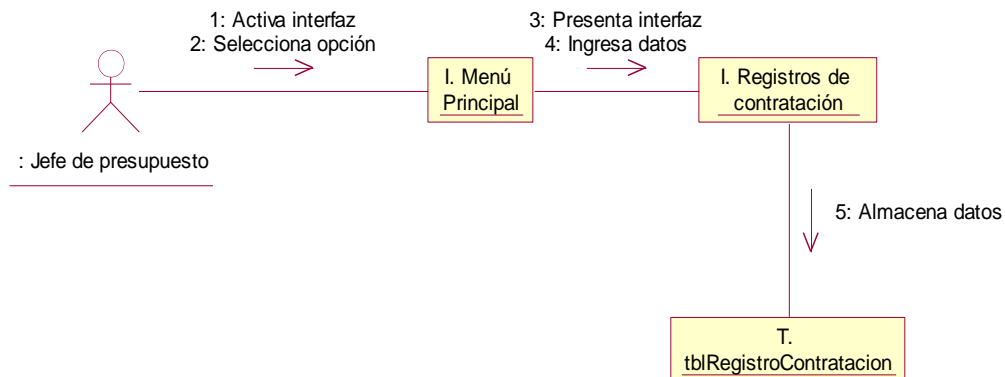 1: Activa interfaz
2: Selecciona opción
3: Presenta interfaz
4: Ingresa datos
I. Menú
Principal
I. Registros de
contratación
: Jefe de presupuesto
5: Almacena datos
T.
tblRegistroContratacion